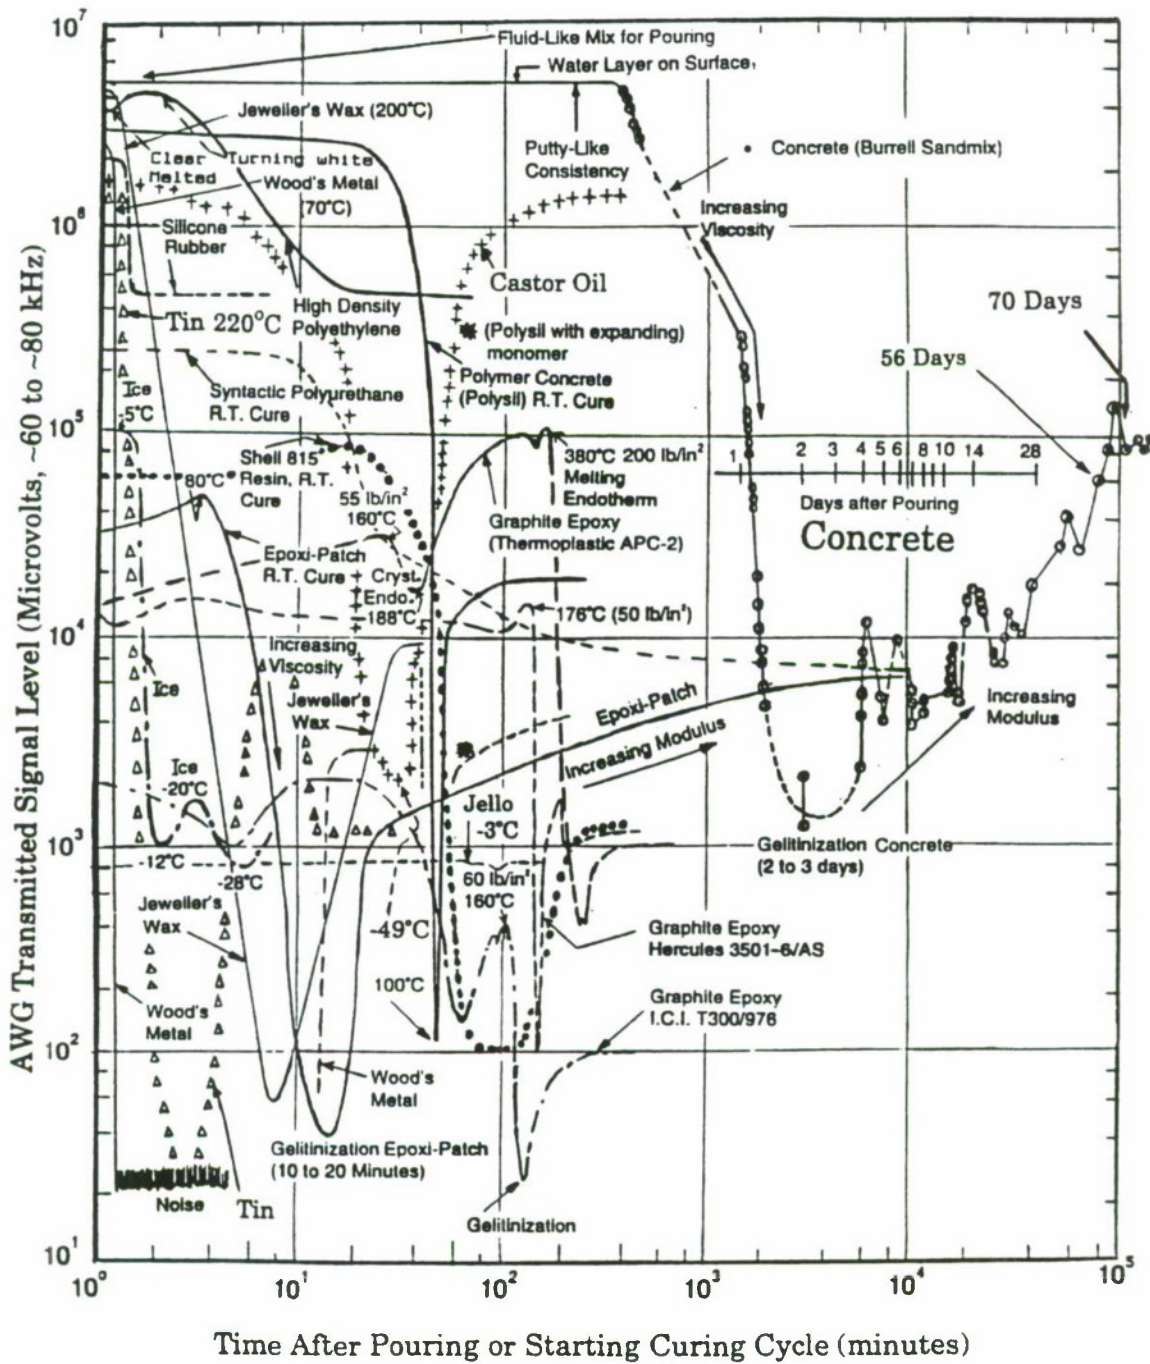 10⁷
Fluid-Like Mix for Pouring
Water Layer on Surface
Jeweller's Wax (200°C)
Clear Turning white
Melted
Putty-Like
Consistency
Concrete (Burrell Sandmix)
Wood's Metal
(70°C)
Increasing
Viscosity
10⁶
Silicone
Rubber
Castor Oil
70 Days
High Density
Polyethylene
Tin 220°C
(Polysil with expanding)
monomer
56 Days
Polymer Concrete
(Polysil) R.T. Cure
Ice
-5°C
Syntactic Polyurethane
R.T. Cure
10⁵
Shell 815
Resin, R.T.
Cure
80°C
380°C 200 lb/in²
Melting
Endotherm
1 2 3 4 5 6 8 10 14 28
Days after Pouring
Concrete
55 lb/in²
160°C
Graphite Epoxy
(Thermoplastic APC-2)
Epoxi-Patch
R.T. Cure
Cryst.
Endo.
188°C
176°C (50 lb/in²)
10⁴
Increasing
Viscosity
Ice
Jeweller's
Wax
Epoxi-Patch
Increasing Modulus
Increasing
Modulus
Ice
-20°C
Jello
-3°C
10³
-12°C
-28°C
Gelitinization Concrete
(2 to 3 days)
60 lb/in²
160°C
Jeweller's
Wax
-49°C
Graphite Epoxy
Hercules 3501-6/AS
100°C
Graphite Epoxy
I.C.I. T300/976
Wood's
Metal
10²
Wood's
Metal
Gelitinization Epoxi-Patch
(10 to 20 Minutes)
Noise
Tin
Gelitinization
10¹
10⁰ 10¹ 10² 10³ 10⁴ 10⁵
AWG Transmitted Signal Level (Microvolts, ~60 to ~80 kHz)
Time After Pouring or Starting Curing Cycle (minutes)